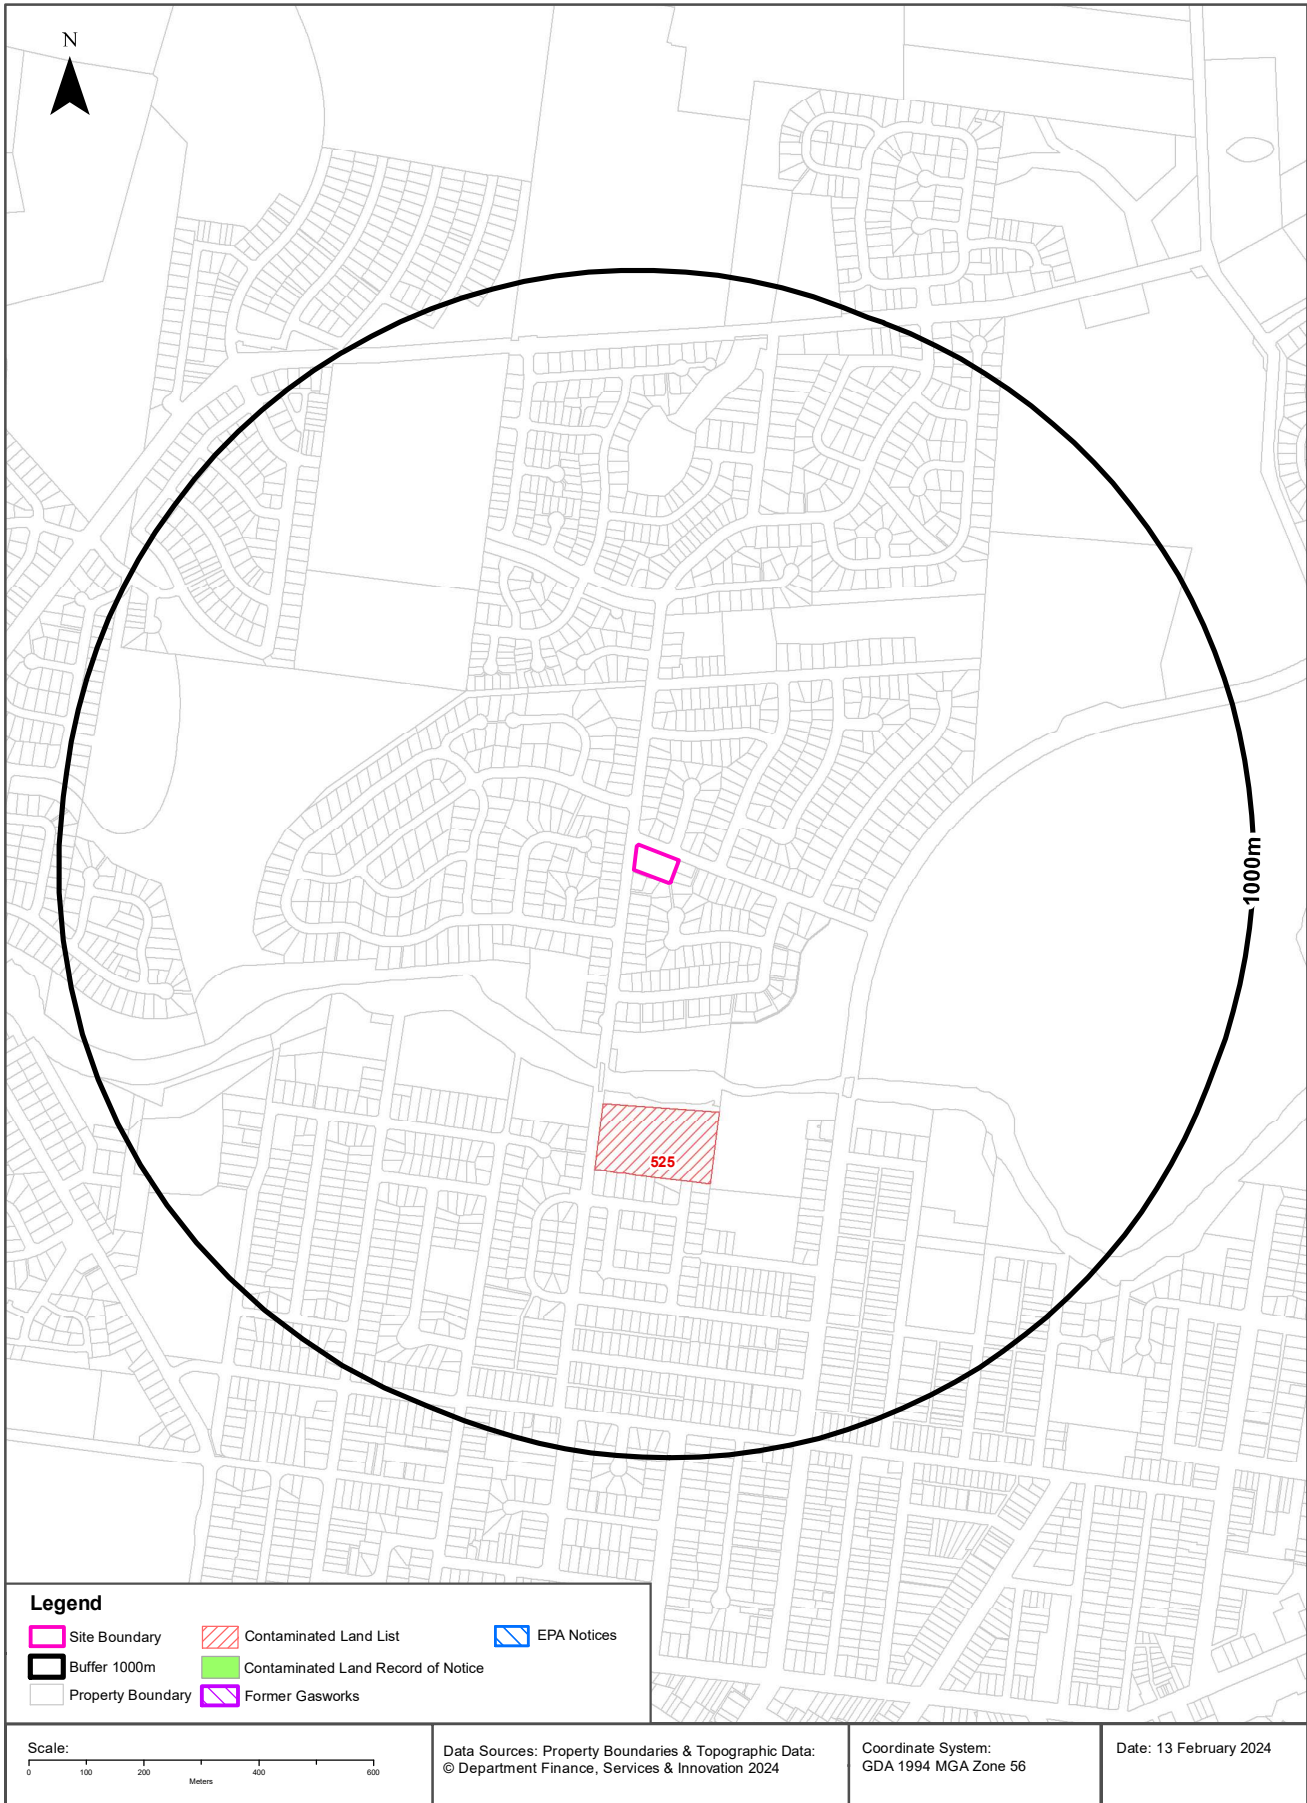 N
1000m
525
Legend
Site Boundary
Buffer 1000m
Property Boundary
Contaminated Land List
Contaminated Land Record of Notice
Former Gasworks
EPA Notices
Scale:
0 100 200 400 600
Meters
Data Sources: Property Boundaries & Topographic Data:
© Department Finance, Services & Innovation 2024
Coordinate System:
GDA 1994 MGA Zone 56
Date: 13 February 2024